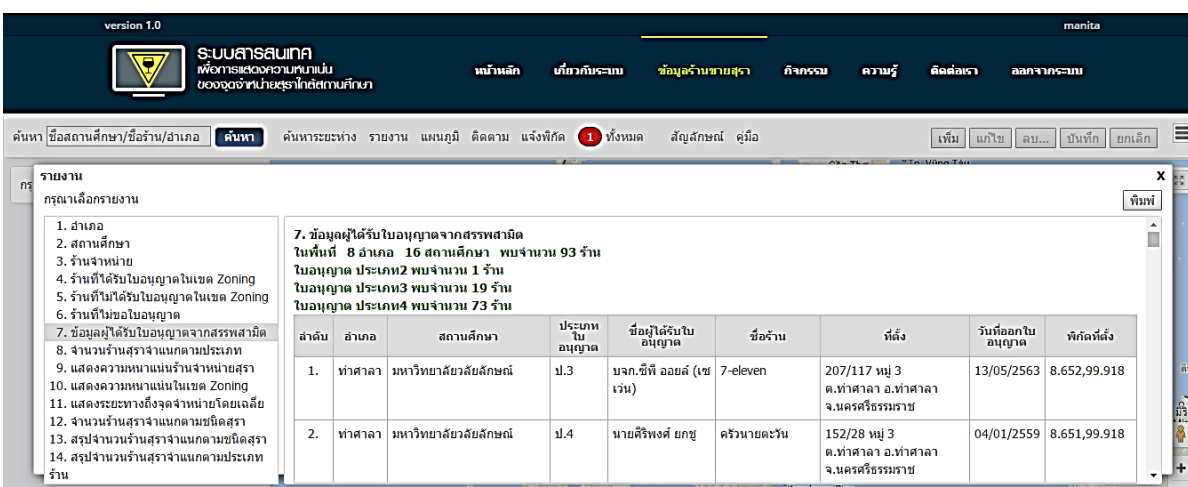 version 1.0
manita
ระบบสารสนเทศ
เพื่อการแสดงความหนาแน่น
ของจุดจำหน่ายสุราใกล้สถานศึกษา
หน้าหลัก เกี่ยวกับระบบ ข้อมูลร้านขายสุรา กิจกรรม ความรู้ ติดต่อเรา ออกจากระบบ
ค้นหา ชื่อสถานศึกษา/ชื่อร้าน/อำเภอ ค้นหา ค้นหาระยะห่าง รายงาน แผนภูมิ ติดตาม แจ้งพิกัด 1 ทั้งหมด สัญลักษณ์ คู่มือ เพิ่ม แก้ไข ลบ... บันทึก ยกเลิก
รายงาน X
กรุณาเลือกรายงาน พิมพ์
1. อำเภอ
2. สถานศึกษา
3. ร้านจำหน่าย
4. ร้านที่ได้รับใบอนุญาตในเขต Zoning
5. ร้านที่ไม่ได้รับใบอนุญาตในเขต Zoning
6. ร้านที่ไม่ขอใบอนุญาต
7. ข้อมูลผู้ได้รับใบอนุญาตจากสรรพสามิต
8. จำนวนร้านสุราจำแนกตามประเภท
9. แสดงความหนาแน่นร้านจำหน่ายสุรา
10. แสดงความหนาแน่นในเขต Zoning
11. แสดงระยะทางถึงจุดจำหน่ายโดยเฉลี่ย
12. จำนวนร้านสุราจำแนกตามชนิดสุรา
13. สรุปจำนวนร้านสุราจำแนกตามชนิดสุรา
14. สรุปจำนวนร้านสุราจำแนกตามประเภท
ร้าน
7. ข้อมูลผู้ได้รับใบอนุญาตจากสรรพสามิต
ในพื้นที่ 8 อำเภอ 16 สถานศึกษา พบจำนวน 93 ร้าน
ใบอนุญาต ประเภท2 พบจำนวน 1 ร้าน
ใบอนุญาต ประเภท3 พบจำนวน 19 ร้าน
ใบอนุญาต ประเภท4 พบจำนวน 73 ร้าน
ลำดับ อำเภอ สถานศึกษา ประเภทใบอนุญาต ชื่อผู้ได้รับใบอนุญาต ชื่อร้าน ที่ตั้ง วันที่ออกใบอนุญาต พิกัดที่ตั้ง
1. ท่าศาลา มหาวิทยาลัยวลัยลักษณ์ ป.3 บจก.ซีพี ออยล์ (เซเว่น) 7-eleven 207/117 หมู่ 3 ต.ท่าศาลา อ.ท่าศาลา จ.นครศรีธรรมราช 13/05/2563 8.652,99.918
2. ท่าศาลา มหาวิทยาลัยวลัยลักษณ์ ป.4 นายศิริพงศ์ ยกชู ครัวนายตะวัน 152/28 หมู่ 3 ต.ท่าศาลา อ.ท่าศาลา จ.นครศรีธรรมราช 04/01/2559 8.651,99.918